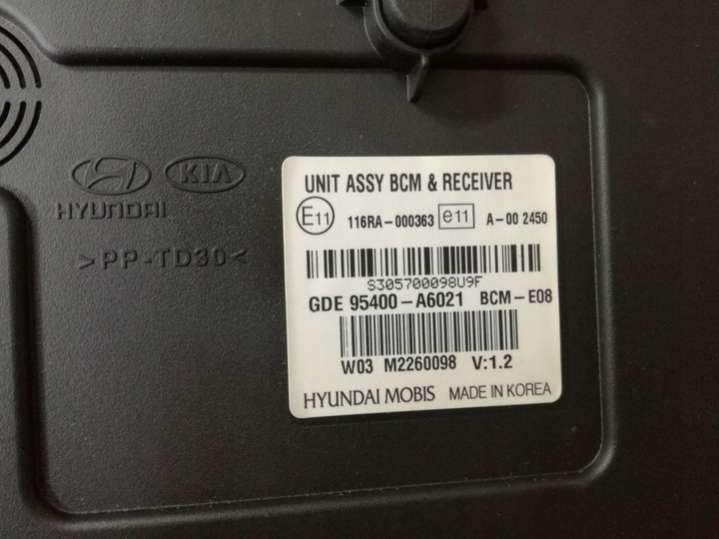 HYUNDAI
KIA
>PP-TD30<
UNIT ASSY BCM & RECEIVER
E11 116RA-000363 e11 A-00 2450
S305700098U9F
GDE 95400-A6021 BCM-E08
W03 M2260098 V:1.2
HYUNDAI MOBIS MADE IN KOREA